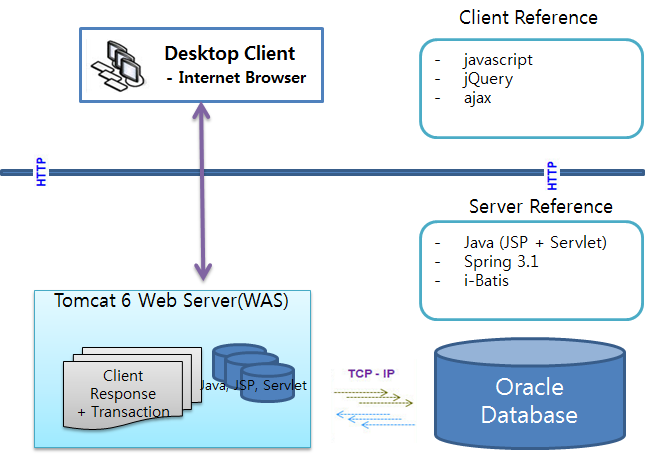 Client Reference
Desktop Client
- Internet Browser
- javascript
- jQuery
- ajax
HTTP
HTTP
Server Reference
- Java (JSP + Servlet)
- Spring 3.1
- i-Batis
Tomcat 6 Web Server(WAS)
Client
Response
+ Transaction
Java, JSP, Servlet
TCP - IP
Oracle
Database